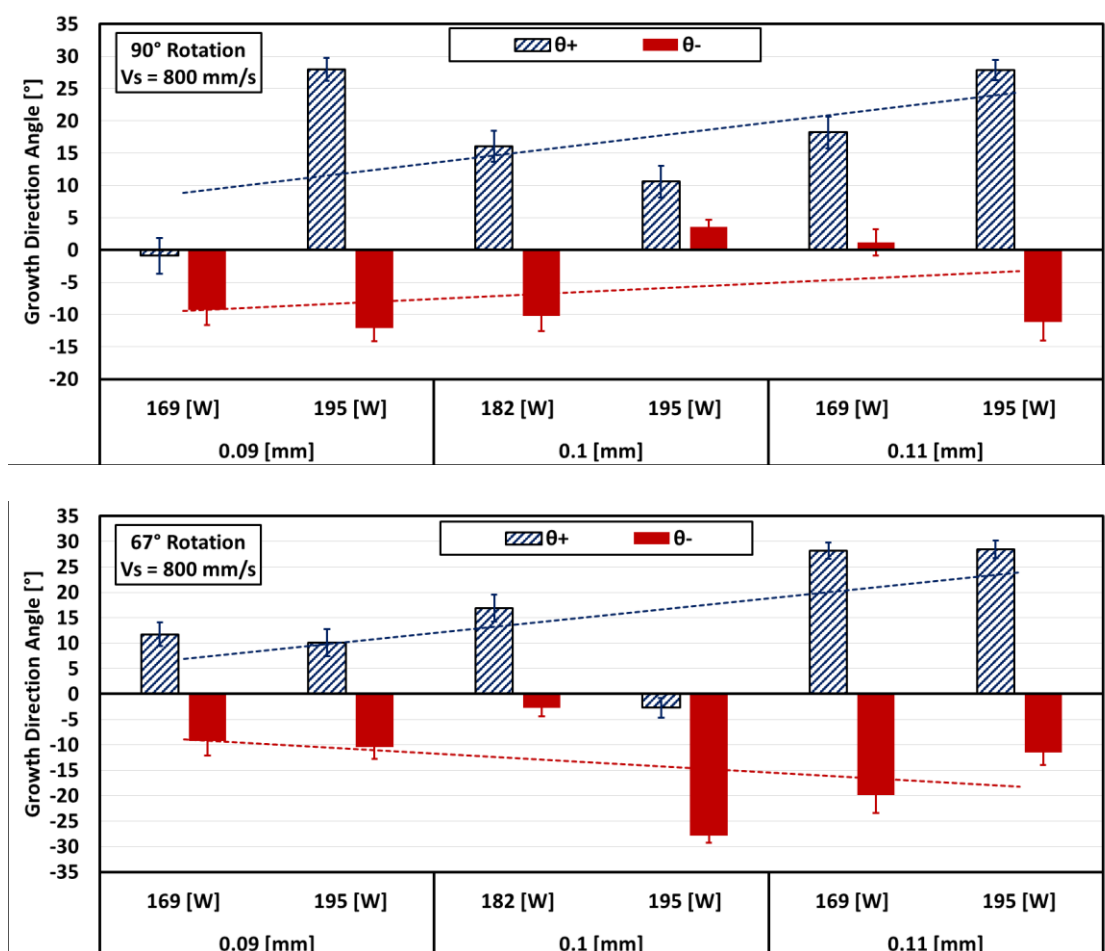 90° Rotation
Vs = 800 mm/s
θ+ θ-
Growth Direction Angle [°]
35
30
25
20
15
10
5
0
-5
-10
-15
-20
169 [W] 195 [W] 182 [W] 195 [W] 169 [W] 195 [W]
0.09 [mm] 0.1 [mm] 0.11 [mm]
67° Rotation
Vs = 800 mm/s
θ+ θ-
Growth Direction Angle [°]
35
30
25
20
15
10
5
0
-5
-10
-15
-20
-25
-30
-35
169 [W] 195 [W] 182 [W] 195 [W] 169 [W] 195 [W]
0.09 [mm] 0.1 [mm] 0.11 [mm]